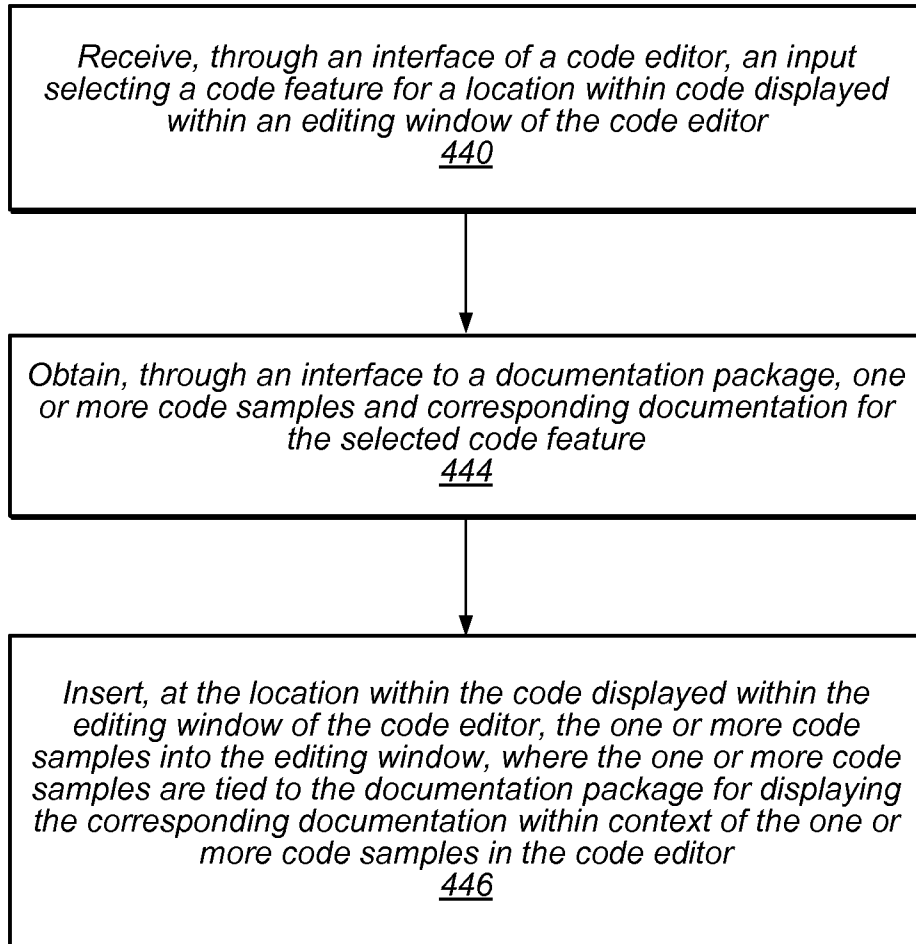 Receive, through an interface of a code editor, an input
selecting a code feature for a location within code displayed
within an editing window of the code editor
440
Obtain, through an interface to a documentation package, one
or more code samples and corresponding documentation for
the selected code feature
444
Insert, at the location within the code displayed within the
editing window of the code editor, the one or more code
samples into the editing window, where the one or more code
samples are tied to the documentation package for displaying
the corresponding documentation within context of the one or
more code samples in the code editor
446